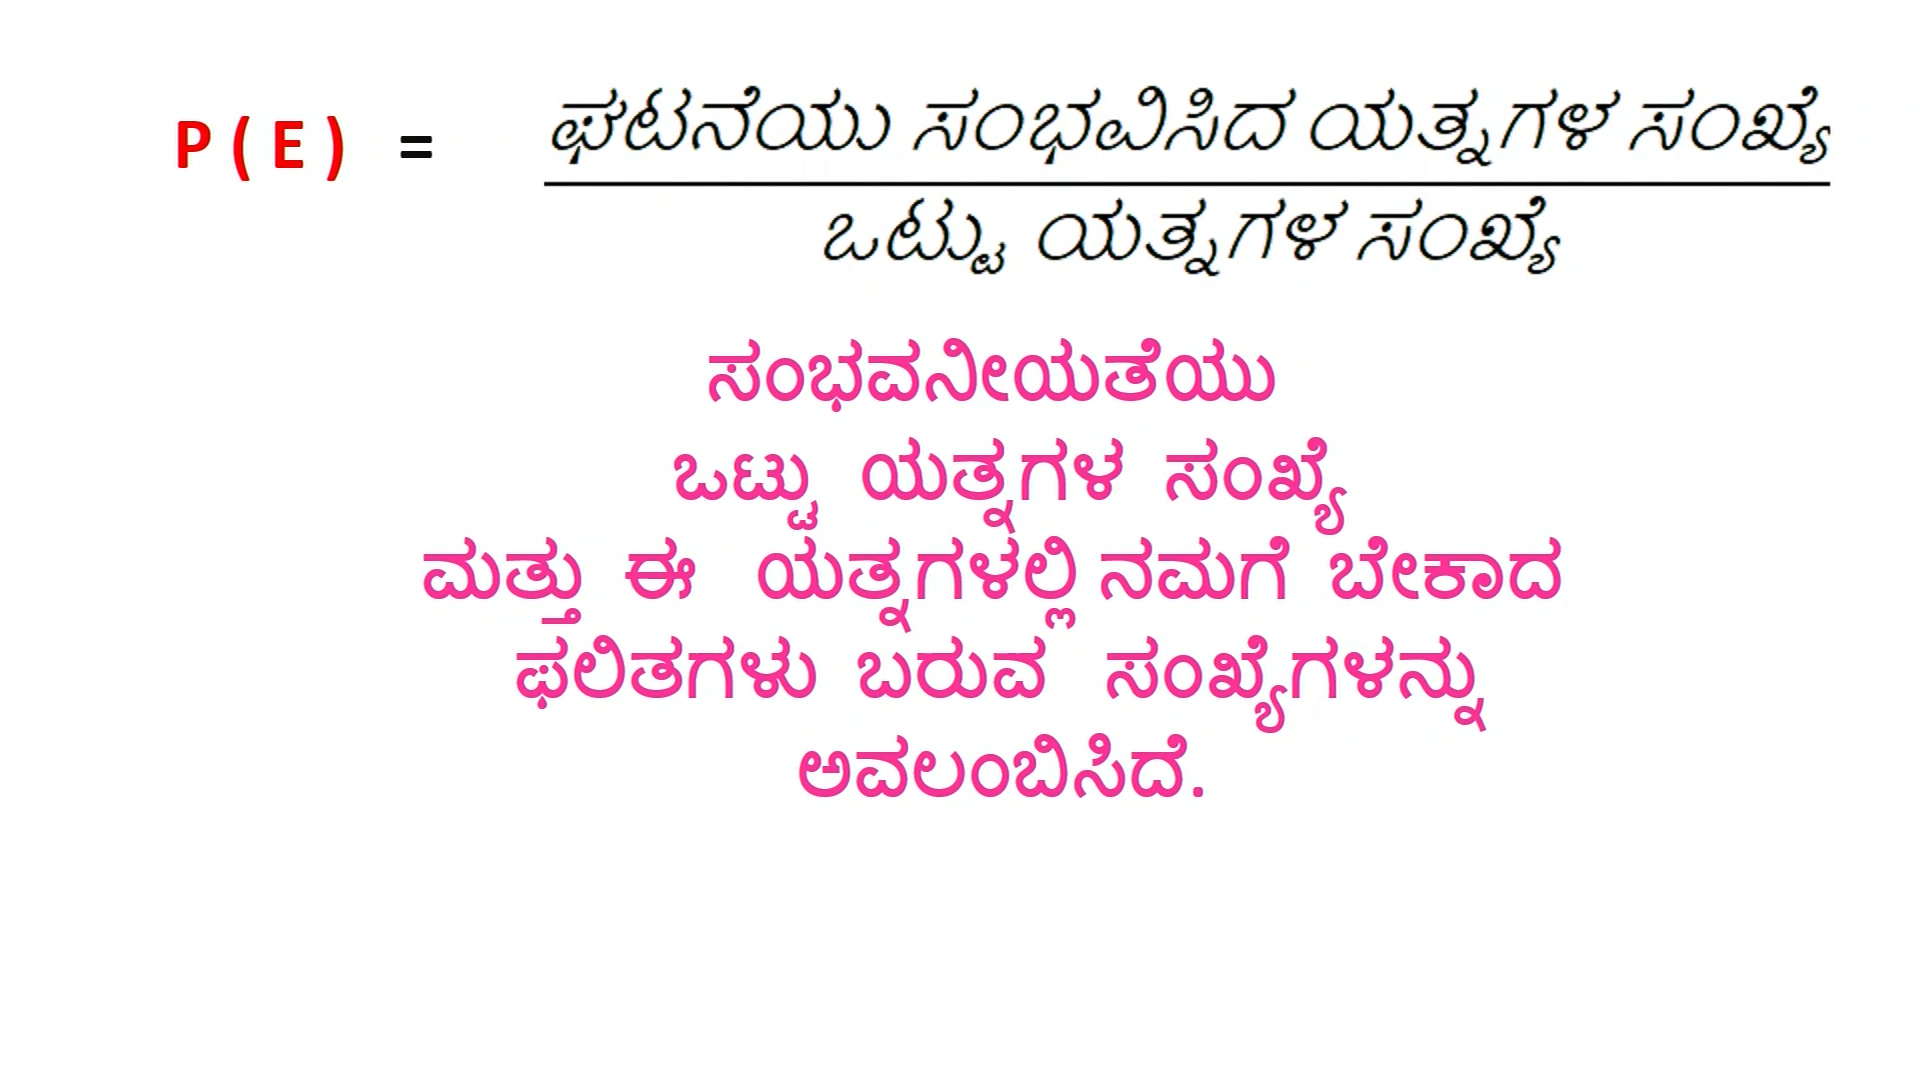 P ( E ) = ಘಟನೆಯು ಸಂಭವಿಸಿದ ಯತ್ನಗಳ ಸಂಖ್ಯೆ
ಒಟ್ಟು ಯತ್ನಗಳ ಸಂಖ್ಯೆ
ಸಂಭವನೀಯತೆಯು
ಒಟ್ಟು ಯತ್ನಗಳ ಸಂಖ್ಯೆ
ಮತ್ತು ಈ ಯತ್ನಗಳಲ್ಲಿ ನಮಗೆ ಬೇಕಾದ
ಫಲಿತಗಳು ಬರುವ ಸಂಖ್ಯೆಗಳನ್ನು
ಅವಲಂಬಿಸಿದೆ.